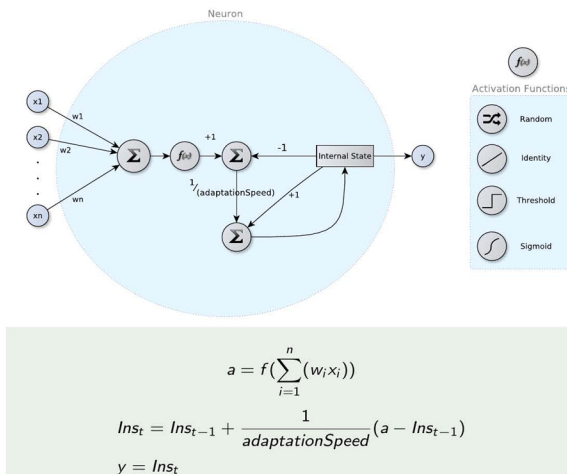 Neuron
x1
w1
x2
w2
.
.
.
xn
wn
Σ
f(x)
+1
Σ
-1
Internal State
y
1/(adaptationSpeed)
+1
Σ
f(x)
Activation Functions
Random
Identity
Threshold
Sigmoid
a = f(∑_{i=1}^{n}(w_i x_i))
Ins_t = Ins_{t−1} + \frac{1}{adaptationSpeed}(a − Ins_{t−1})
y = Ins_t